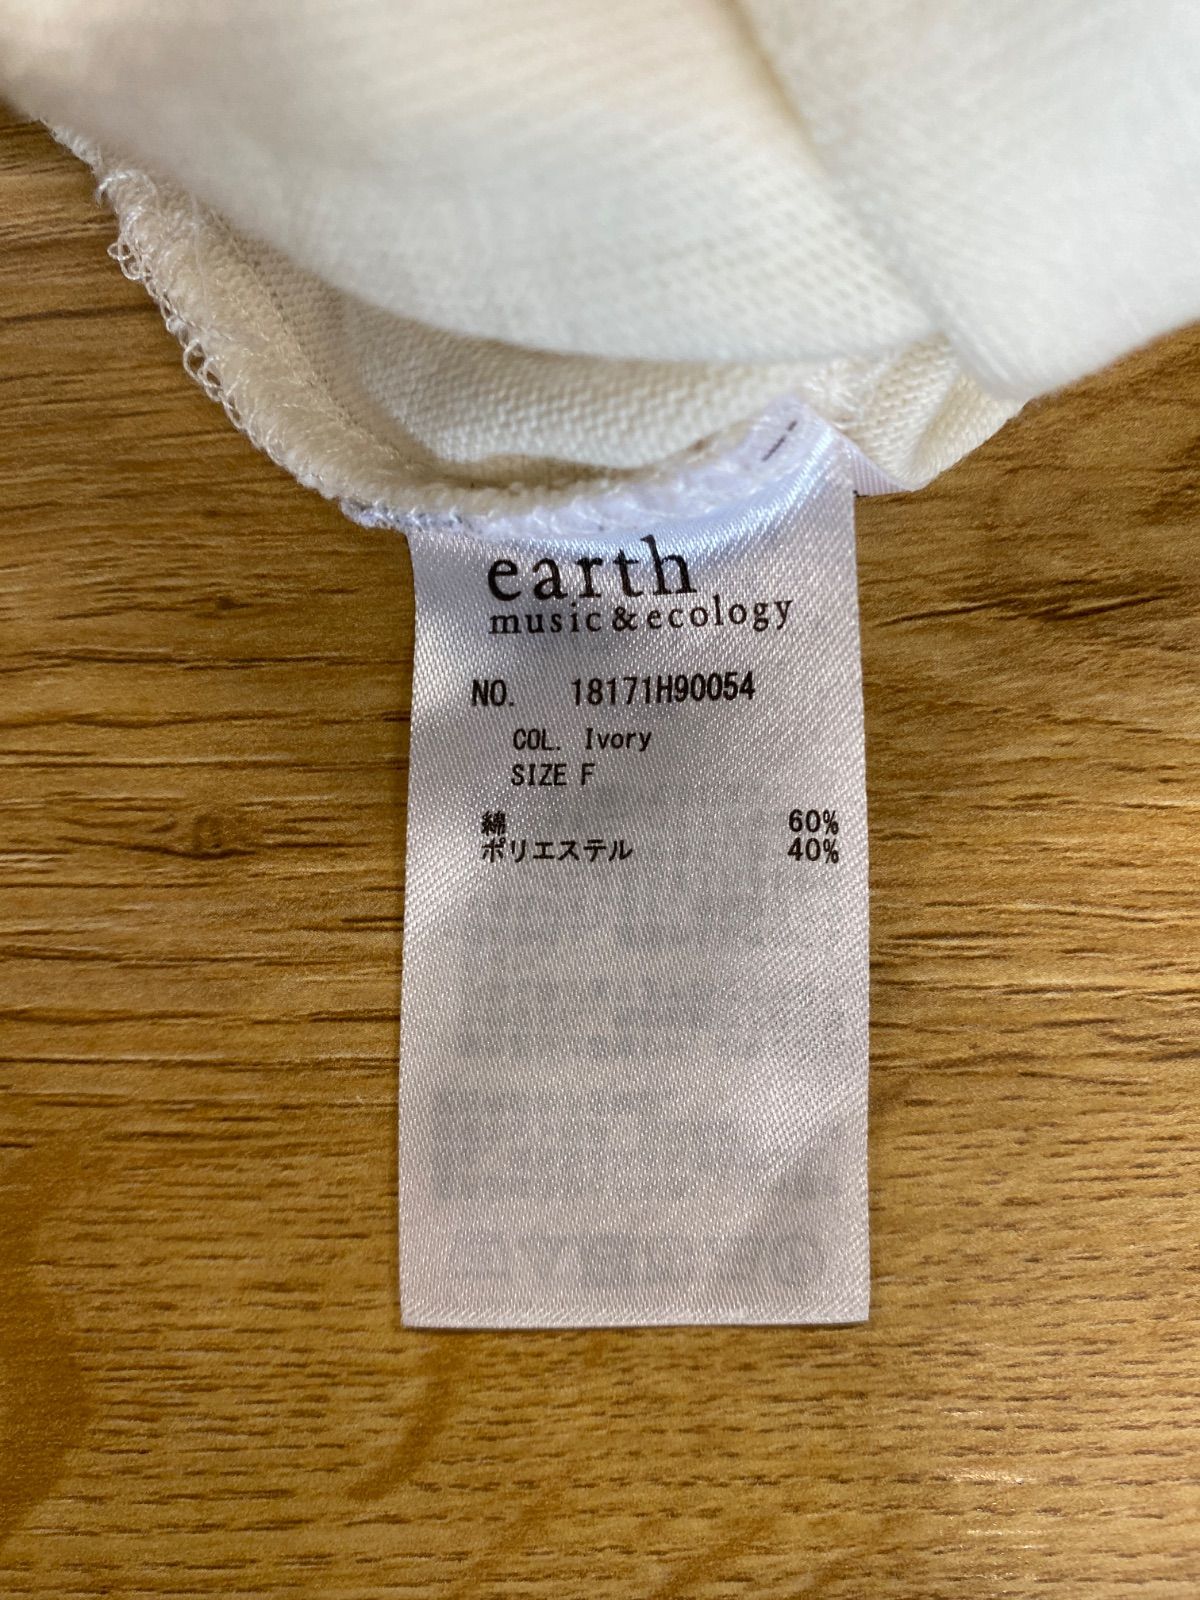 earth
music&ecology
NO. 18171H90054
COL. Ivory
SIZE F
綿 60%
ポリエステル 40%